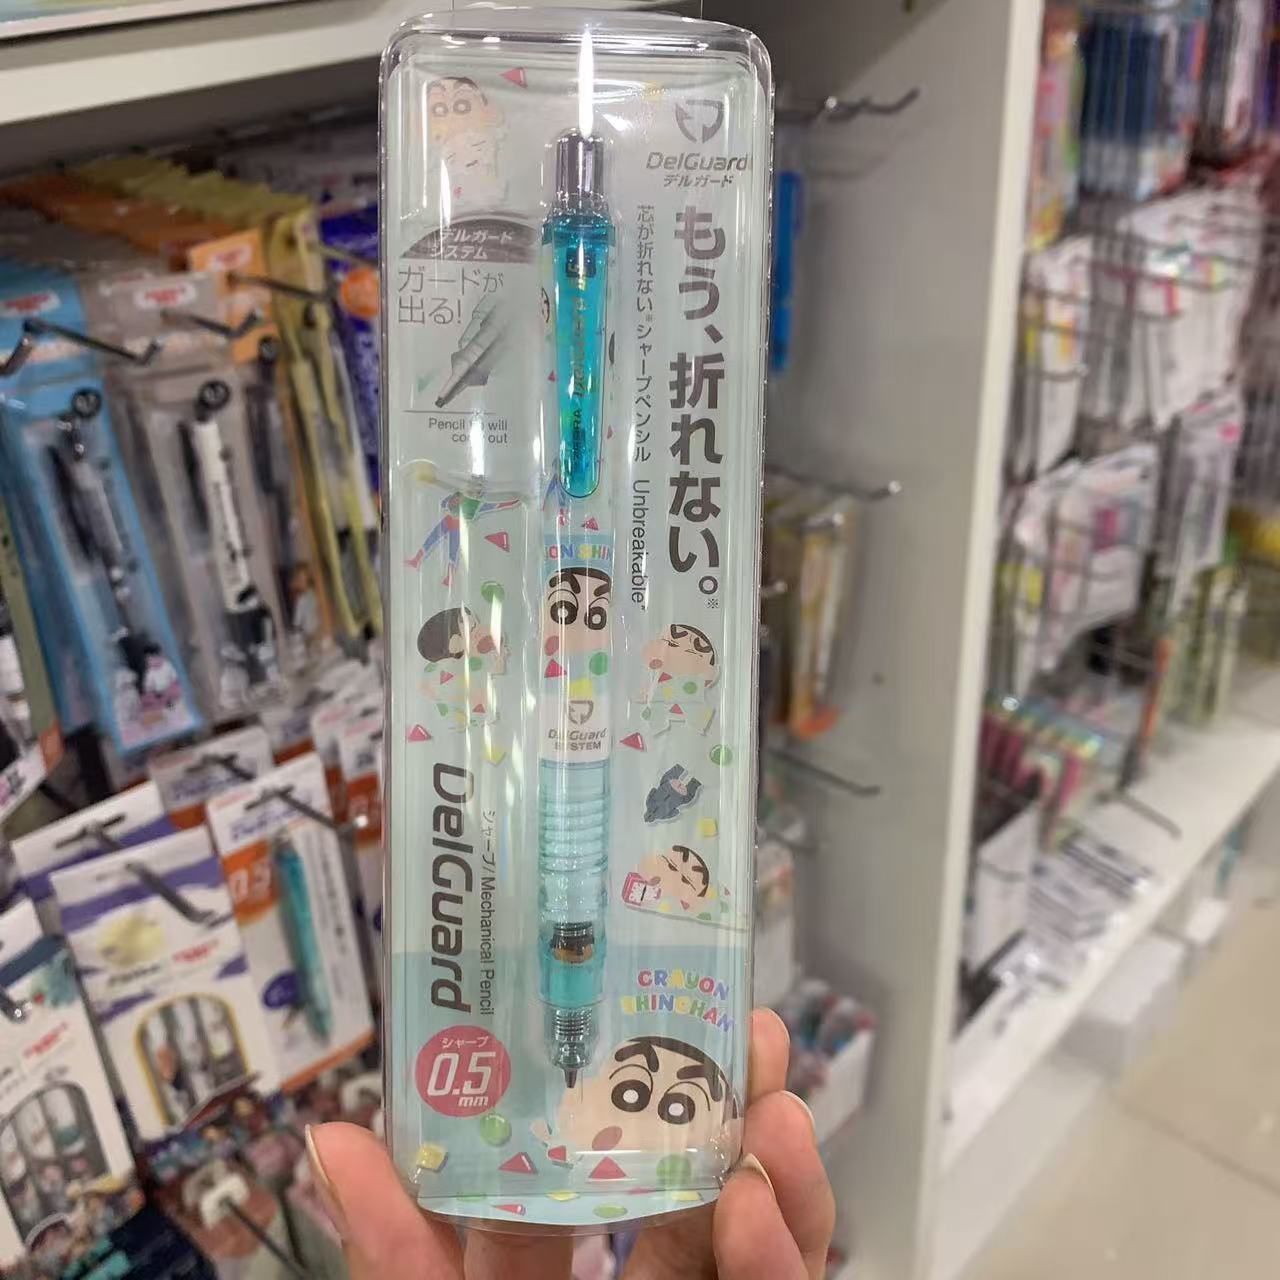 DelGuard
デルガード
もう、折れない。※
芯が折れない※シャープペンシル Unbreakable*
デルガード
システム
ガードが
出る!
Pencil will
out
SHIN
DelGuard
SYSTEM
DelGuard
シャープ/Mechanical Pencil
シャープ
0.5
mm
CRAYON
SHINCHAN
0.5